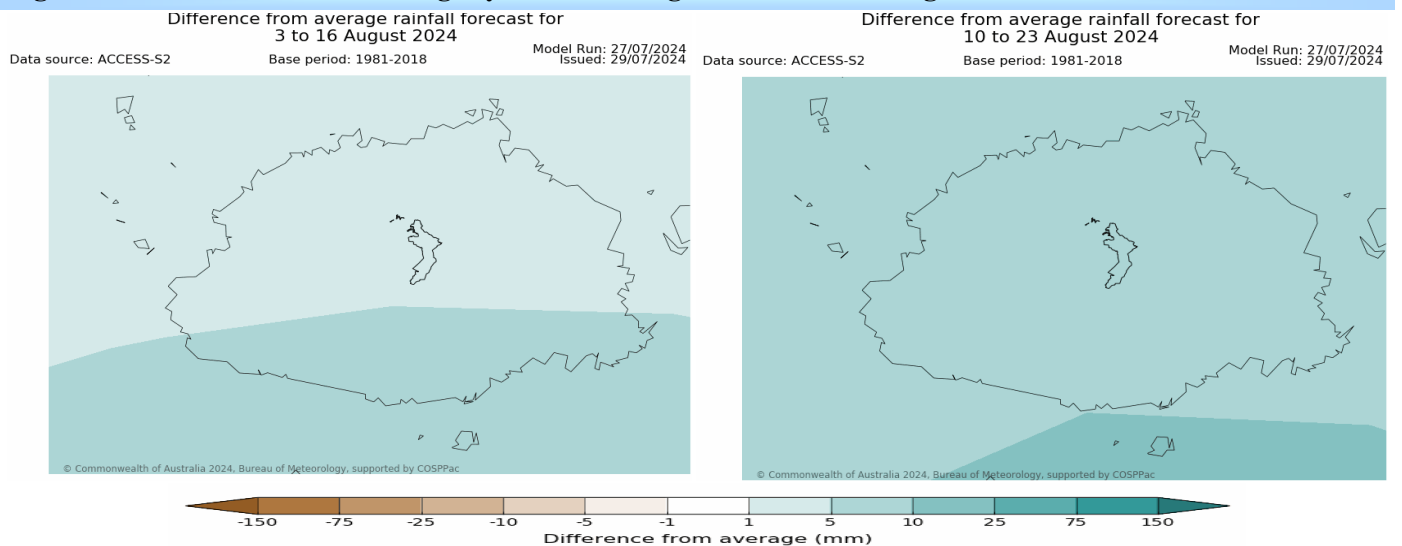 Difference from average rainfall forecast for
3 to 16 August 2024
Model Run: 27/07/2024
Data source: ACCESS-S2 Base period: 1981-2018 Issued: 29/07/2024
© Commonwealth of Australia 2024, Bureau of Meteorology, supported by COSPPac
Difference from average rainfall forecast for
10 to 23 August 2024
Model Run: 27/07/2024
Data source: ACCESS-S2 Base period: 1981-2018 Issued: 29/07/2024
© Commonwealth of Australia 2024, Bureau of Meteorology, supported by COSPPac
-150 -75 -25 -10 -5 -1 1 5 10 25 75 150
Difference from average (mm)